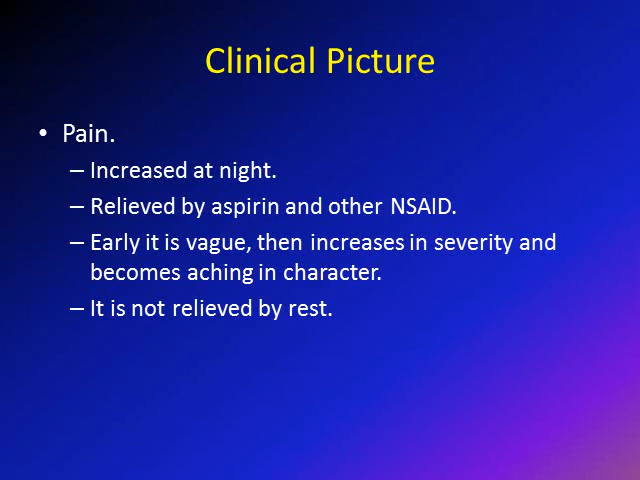 Clinical Picture
• Pain.
– Increased at night.
– Relieved by aspirin and other NSAID.
– Early it is vague, then increases in severity and
becomes aching in character.
– It is not relieved by rest.